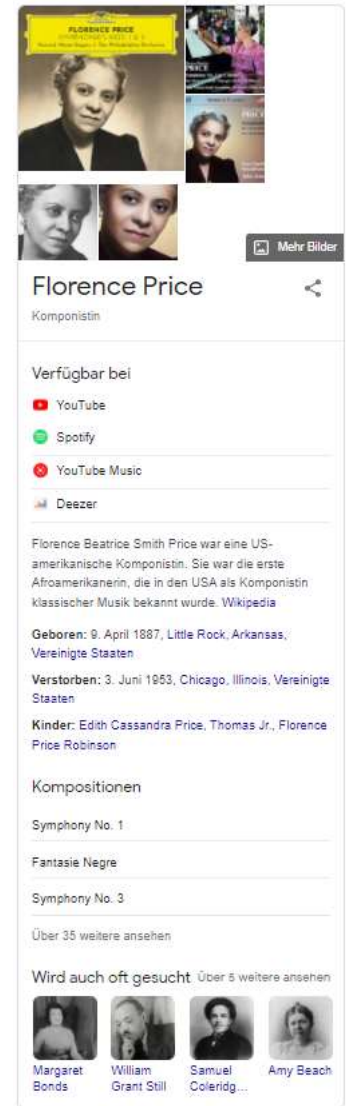 FLORENCE PRICE
SYMPHONIES NOS. 1 & 3
PRICE
Mehr Bilder
Florence Price
Komponistin
Verfügbar bei
YouTube
Spotify
YouTube Music
Deezer
Florence Beatrice Smith Price war eine US-
amerikanische Komponistin. Sie war die erste
Afroamerikanerin, die in den USA als Komponistin
klassischer Musik bekannt wurde. Wikipedia
Geboren: 9. April 1887, Little Rock, Arkansas,
Vereinigte Staaten
Verstorben: 3. Juni 1953, Chicago, Illinois, Vereinigte
Staaten
Kinder: Edith Cassandra Price, Thomas Jr., Florence
Price Robinson
Kompositionen
Symphony No. 1
Fantasie Negre
Symphony No. 3
Über 35 weitere ansehen
Wird auch oft gesucht Über 5 weitere ansehen
Margaret Bonds
William Grant Still
Samuel Coleridg...
Amy Beach